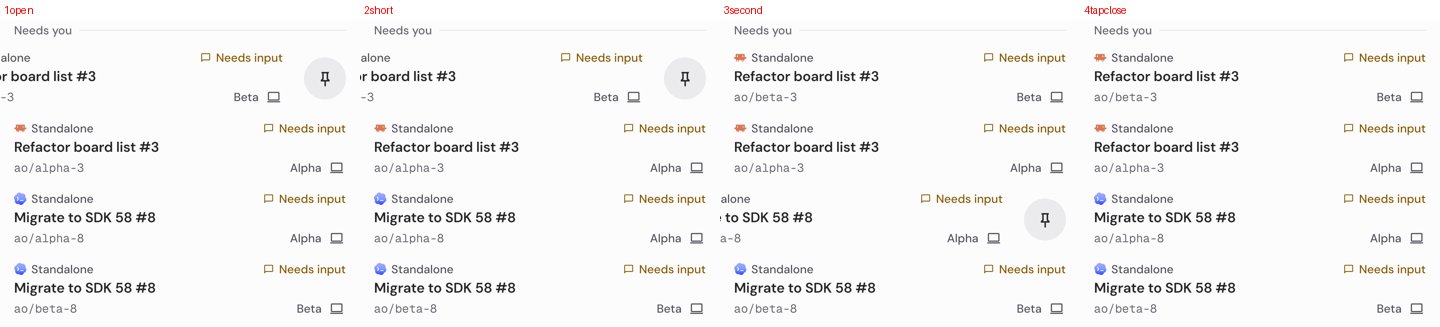 1open
Needs you
alone
Needs input
r board list #3
-3
Beta
Standalone
Needs input
Refactor board list #3
ao/alpha-3
Alpha
Standalone
Needs input
Migrate to SDK 58 #8
ao/alpha-8
Alpha
Standalone
Needs input
Migrate to SDK 58 #8
ao/beta-8
Beta
2short
Needs you
alone
Needs input
or board list #3
-3
Beta
Standalone
Needs input
Refactor board list #3
ao/alpha-3
Alpha
Standalone
Needs input
Migrate to SDK 58 #8
ao/alpha-8
Alpha
Standalone
Needs input
Migrate to SDK 58 #8
ao/beta-8
Beta
3second
Needs you
Standalone
Needs input
Refactor board list #3
ao/beta-3
Beta
Standalone
Needs input
Refactor board list #3
ao/alpha-3
Alpha
alone
Needs input
to SDK 58 #8
a-8
Alpha
Standalone
Needs input
Migrate to SDK 58 #8
ao/beta-8
Beta
4tapclose
Needs you
Standalone
Needs input
Refactor board list #3
ao/beta-3
Beta
Standalone
Needs input
Refactor board list #3
ao/alpha-3
Alpha
Standalone
Needs input
Migrate to SDK 58 #8
ao/alpha-8
Alpha
Standalone
Needs input
Migrate to SDK 58 #8
ao/beta-8
Beta